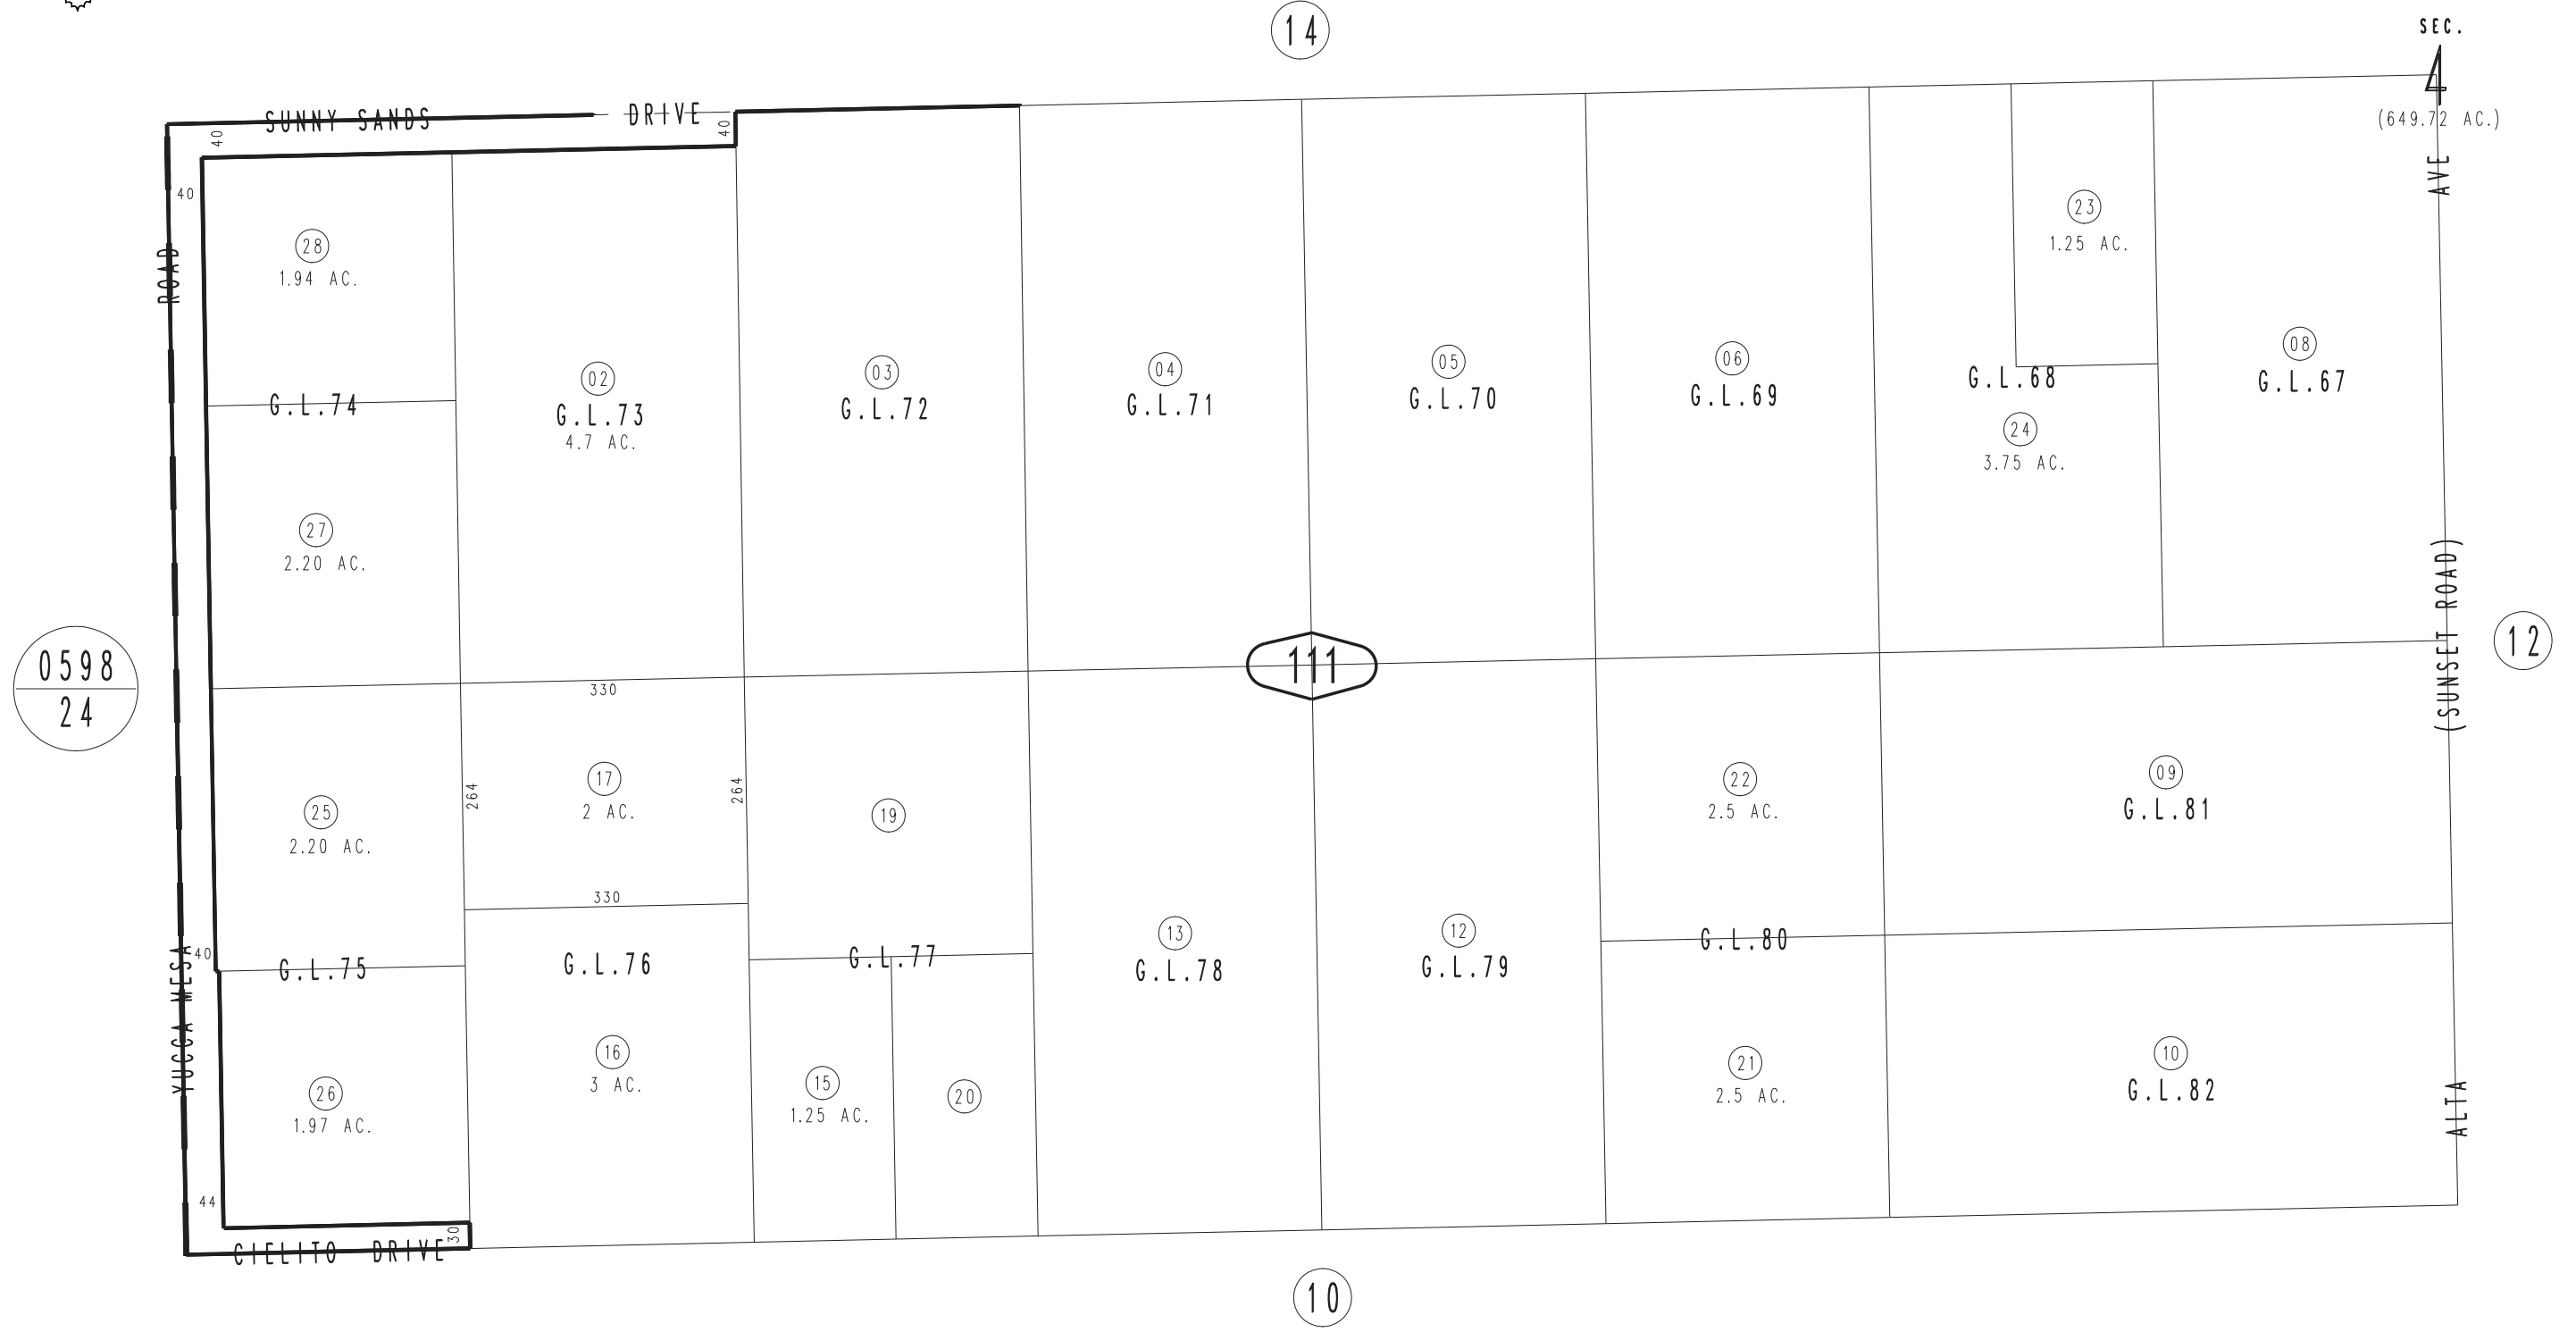 14
SEC.
4
(649.72 AC.)
SUNNY SANDS DRIVE
40
40
40
AVE
ROAD
23
1.25 AC.
28
1.94 AC.
08
G.L.67
06
G.L.69
05
G.L.70
04
G.L.71
03
G.L.72
02
G.L.73
4.7 AC.
G.L.68
24
3.75 AC.
G.L.74
27
2.20 AC.
(SUNSET ROAD)
12
0598
24
111
330
17
2 AC.
264
264
25
2.20 AC.
19
22
2.5 AC.
09
G.L.81
330
40
G.L.75
G.L.76
G.L.77
13
G.L.78
12
G.L.79
G.L.80
YUCCA MESA
16
3 AC.
15
1.25 AC.
20
21
2.5 AC.
10
G.L.82
26
1.97 AC.
ALTA
44
30
CIELITO DRIVE
10